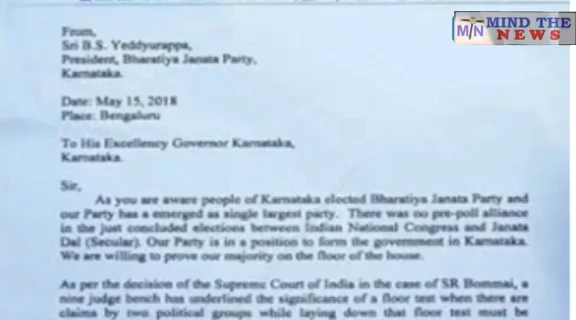 MN MIND THE
NEWS
From,
Sri B.S. Yeddyurappa,
President, Bharatiya Janata Party,
Karnataka.
Date: May 15, 2018
Place: Bengaluru
To His Excellency Governor Karnataka,
Karnataka.
Sir,
As you are aware people of Karnataka elected Bharatiya Janata Party and
our Party has a emerged as single largest party. There was no pre-poll alliance
in the just concluded elections between Indian National Congress and Janata
Dal (Secular). Our Party is in a position to form the government in Karnataka.
We are willing to prove our majority on the floor of the house.
As per the decision of the Supreme Court of India in the case of SR Bommai, a
nine judge bench has underlined the significance of a floor test when there are
claims by two political groups while laying down that floor test must be